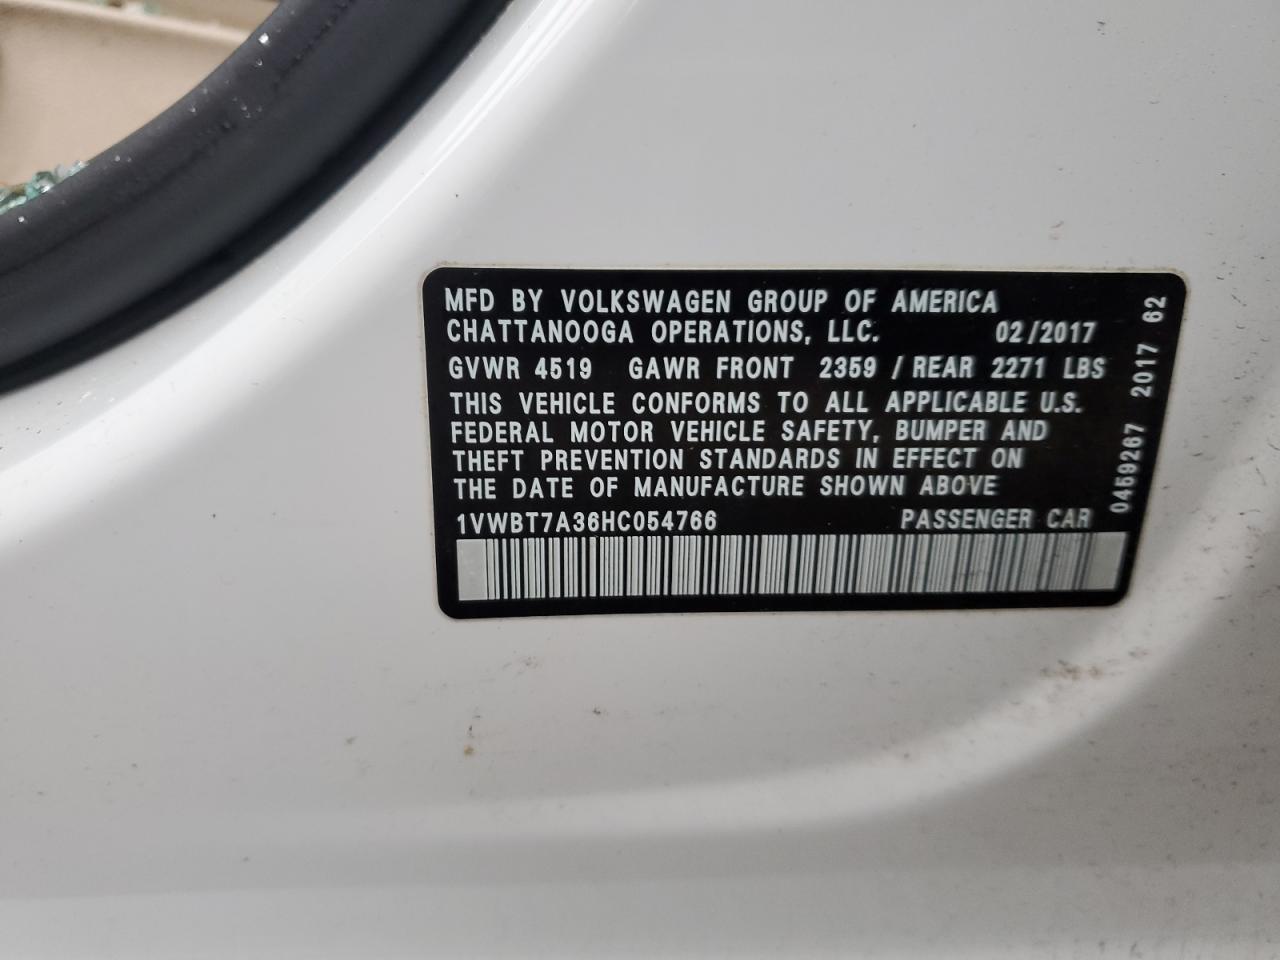 MFD BY VOLKSWAGEN GROUP OF AMERICA
CHATTANOOGA OPERATIONS, LLC. 02/2017
GVWR 4519 GAWR FRONT 2359 / REAR 2271 LBS
THIS VEHICLE CONFORMS TO ALL APPLICABLE U.S.
FEDERAL MOTOR VEHICLE SAFETY, BUMPER AND
THEFT PREVENTION STANDARDS IN EFFECT ON
THE DATE OF MANUFACTURE SHOWN ABOVE
1VWBT7A36HC054766 PASSENGER CAR
0459267 2017 62